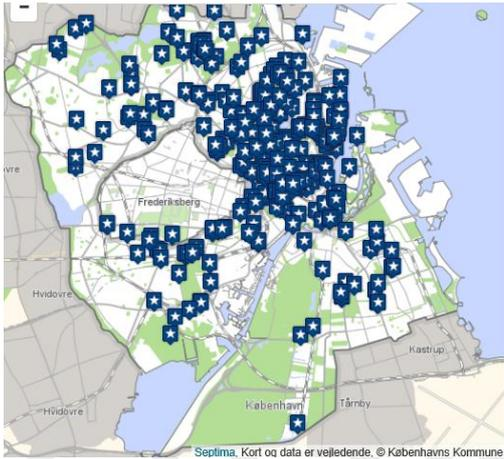 Frederiksberg
Hvidovre
Kastrup
København
Tårnby
Hvidovre
Septima, Kort og data er vejledende, © Københavns Kommune